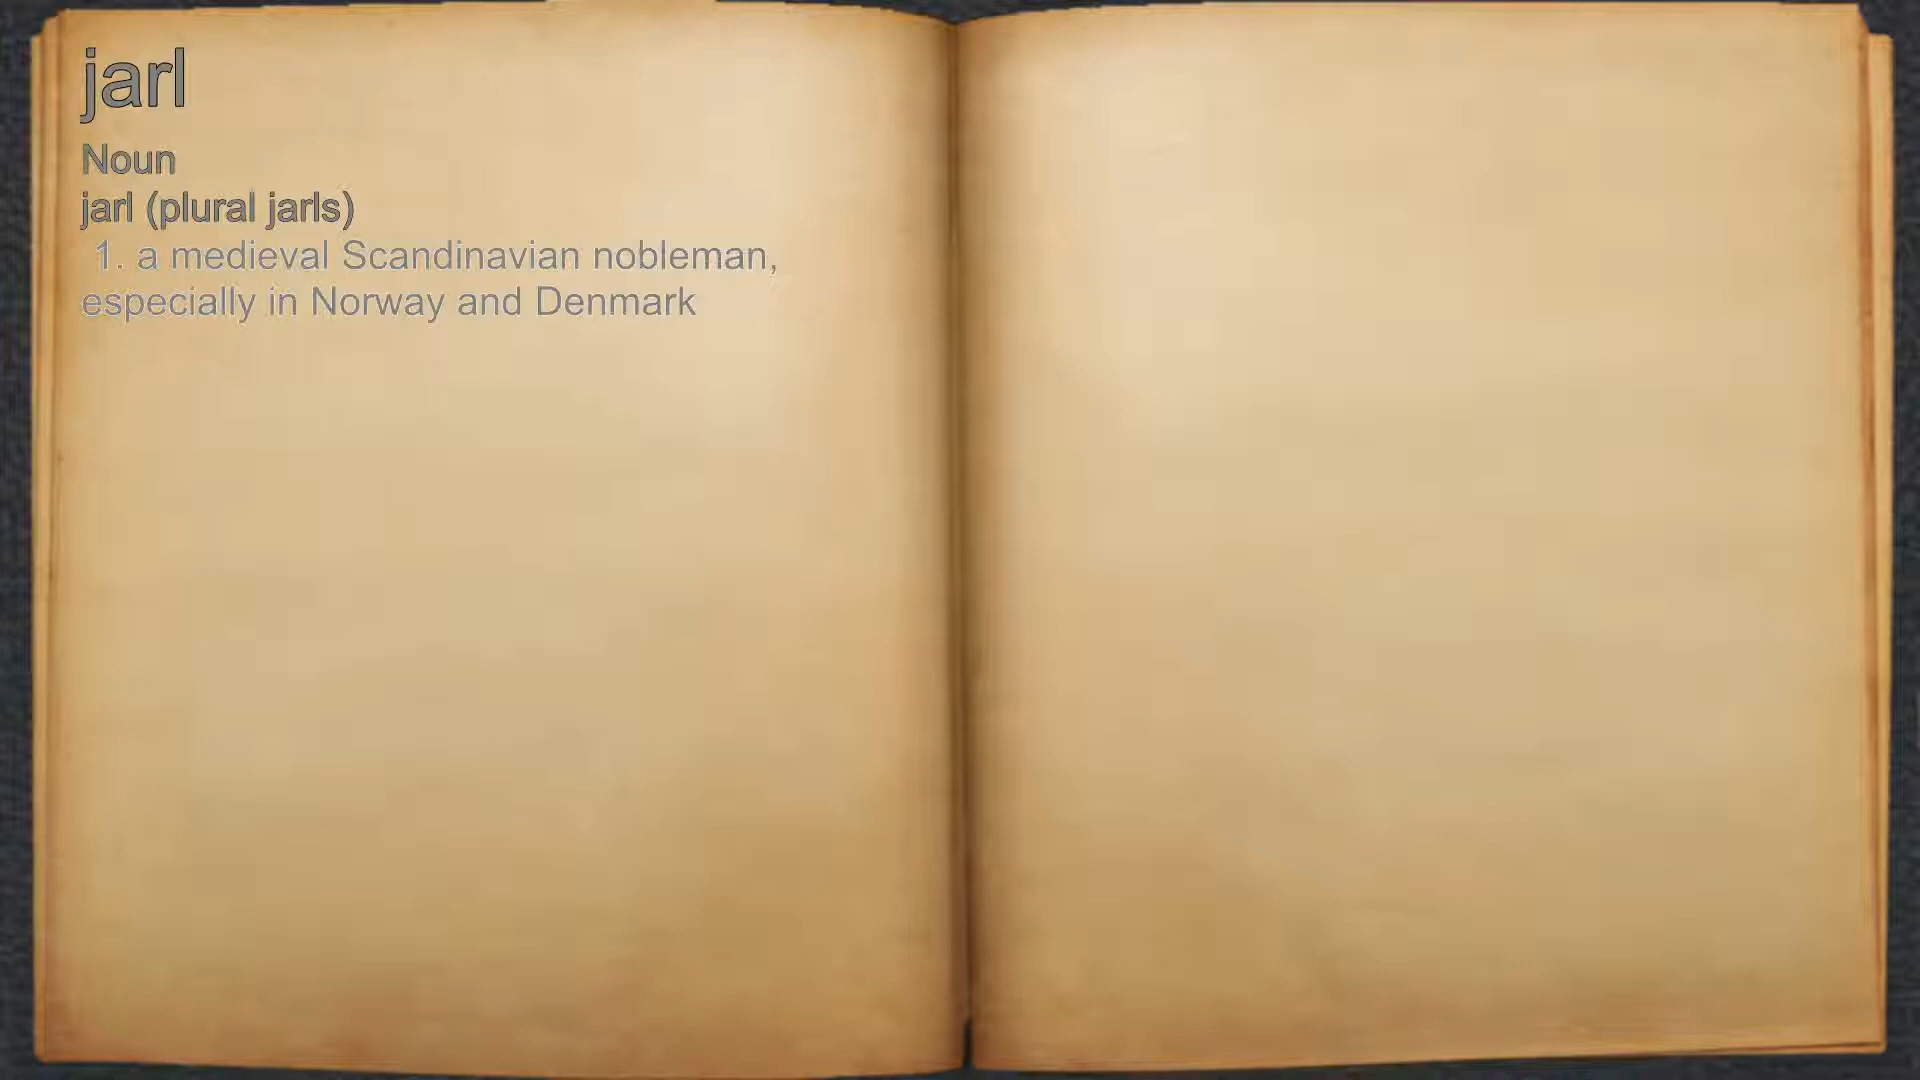 jarl
Noun
jarl (plural jarls)
1. a medieval Scandinavian nobleman,
especially in Norway and Denmark